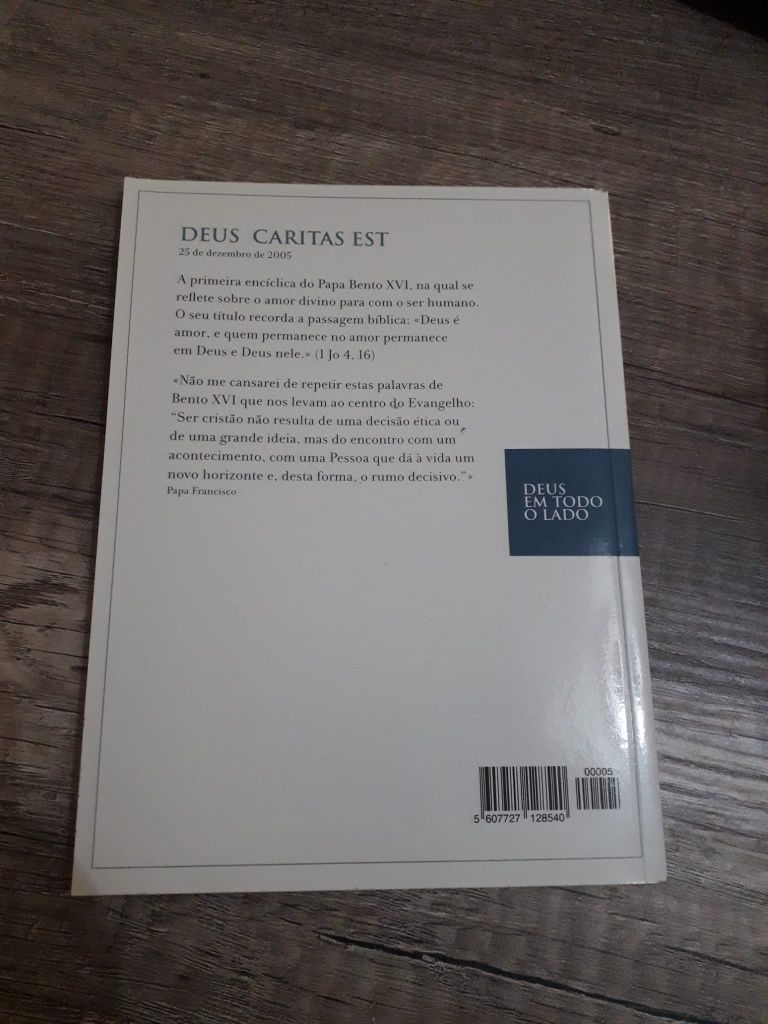 DEUS CARITAS EST
25 de dezembro de 2005
A primeira encíclica do Papa Bento XVI, na qual se
reflete sobre o amor divino para com o ser humano.
O seu título recorda a passagem bíblica: «Deus é
amor, e quem permanece no amor permanece
em Deus e Deus nele.» (1 Jo 4, 16)
«Não me cansarei de repetir estas palavras de
Bento XVI que nos levam ao centro do Evangelho:
“Ser cristão não resulta de uma decisão ética ou
de uma grande ideia, mas do encontro com um
acontecimento, com uma Pessoa que dá à vida um
novo horizonte e, desta forma, o rumo decisivo.”»
Papa Francisco
DEUS
EM TODO
O LADO
00005
5 607727 128540